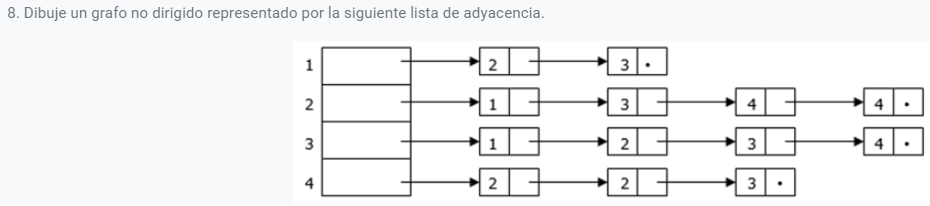 8. Dibuje un grafo no dirigido representado por la siguiente lista de adyacencia.
1 2 3
2 1 3 4 4
3 1 2 3 4
4 2 2 3